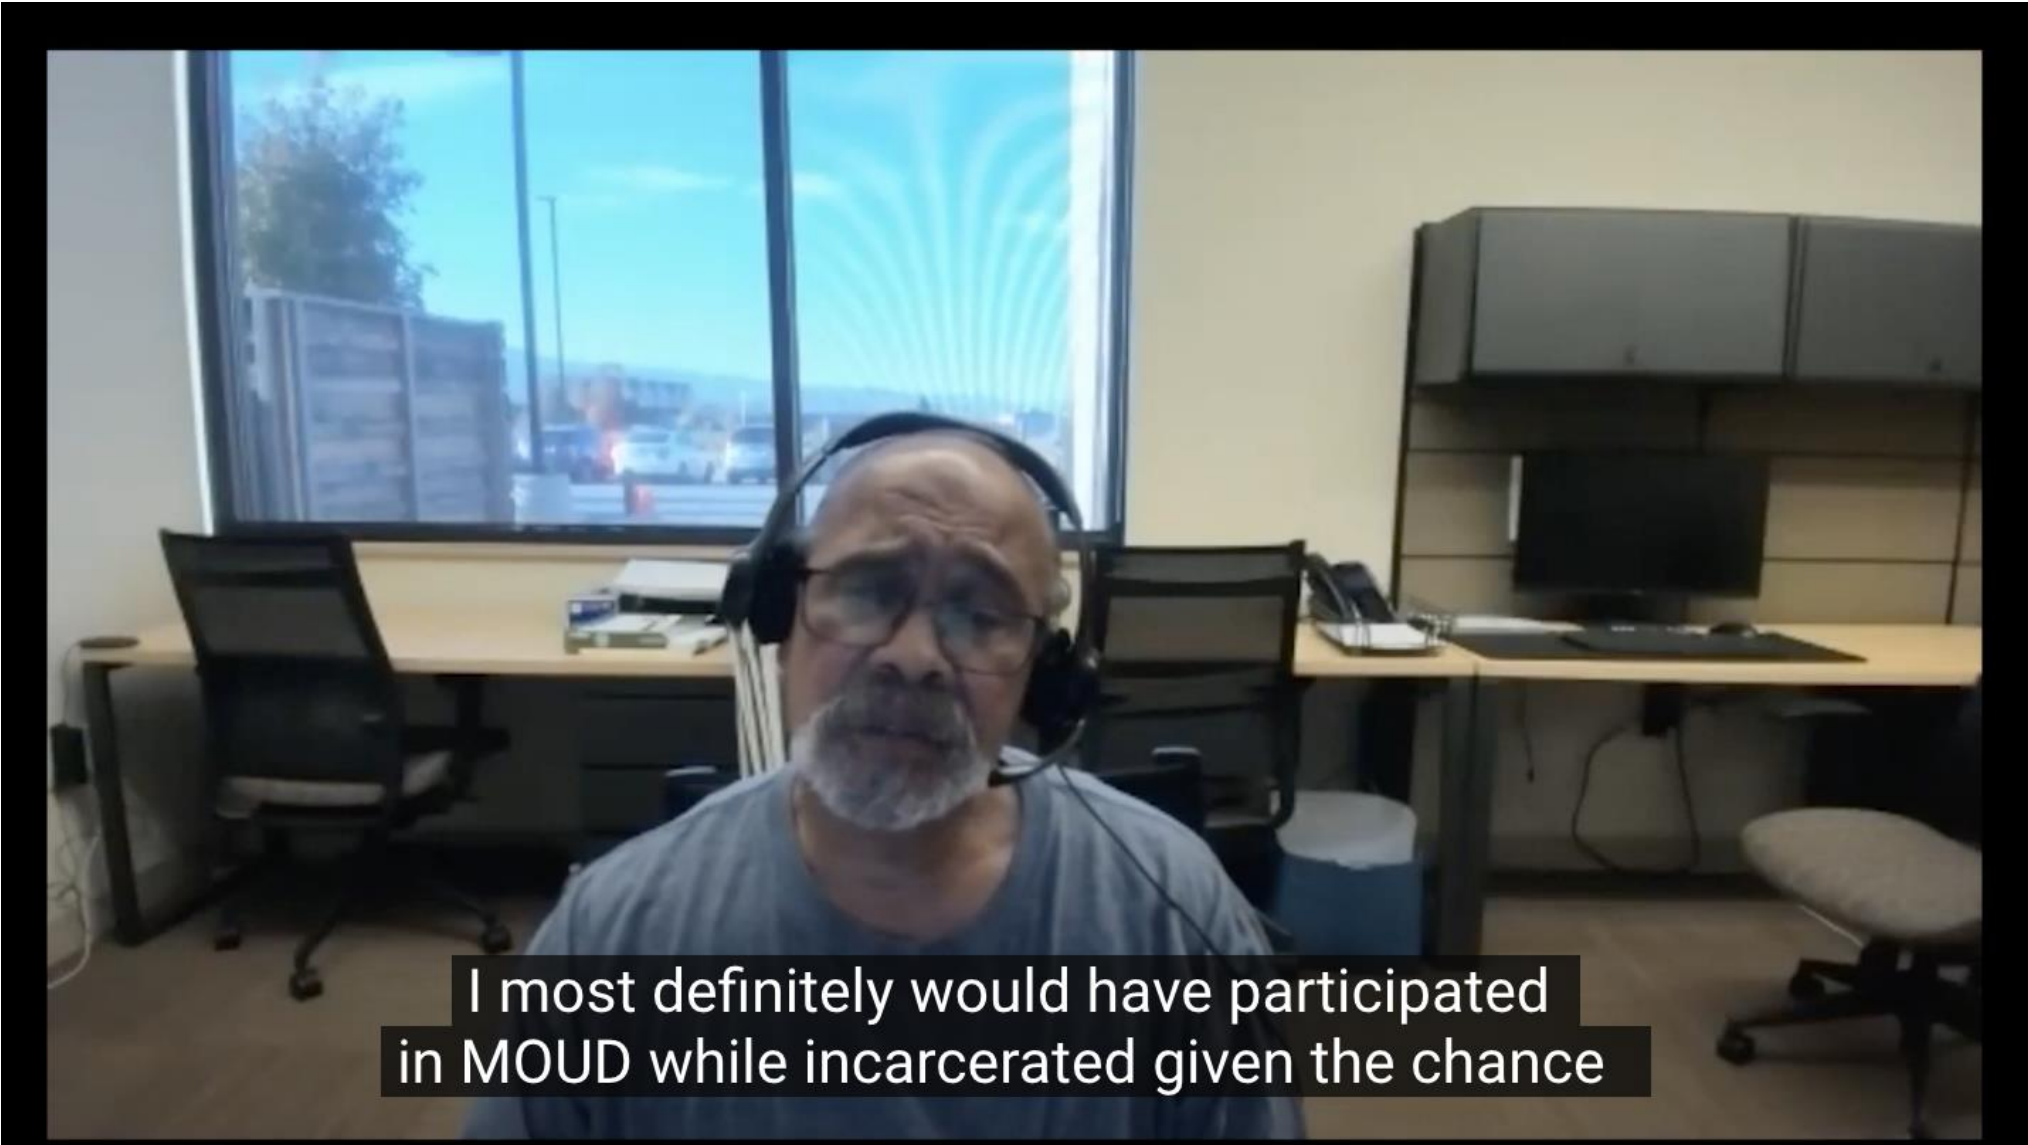 I most definitely would have participated
in MOUD while incarcerated given the chance